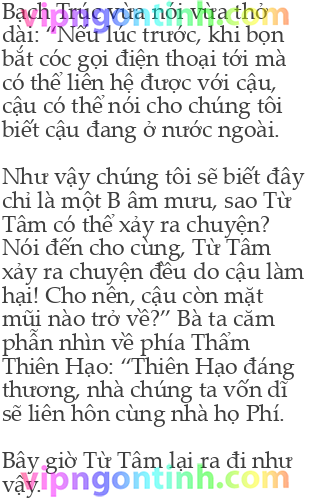 Bạch Trúc vừa nói vừa thở
dài: “Nếu lúc trước, khi bọn
bắt cóc gọi điện thoại tới mà
có thể liên hệ được với cậu,
cậu có thể nói cho chúng tôi
biết cậu đang ở nước ngoài.
Như vậy chúng tôi sẽ biết đây
chỉ là một B âm mưu, sao Từ
Tâm có thể xảy ra chuyện?
Nói đến cho cùng, Từ Tâm
xảy ra chuyện đều do cậu làm
hại! Cho nên, cậu còn mặt
mũi nào trở về?” Bà ta căm
phẫn nhìn về phía Thẩm
Thiên Hạo: “Thiên Hạo đáng
thương, nhà chúng ta vốn dĩ
sẽ liên hôn cùng nhà họ Phí.
Bây giờ Từ Tâm lại ra đi như
vậy.
vipngontinh.com
vipngontinh.com